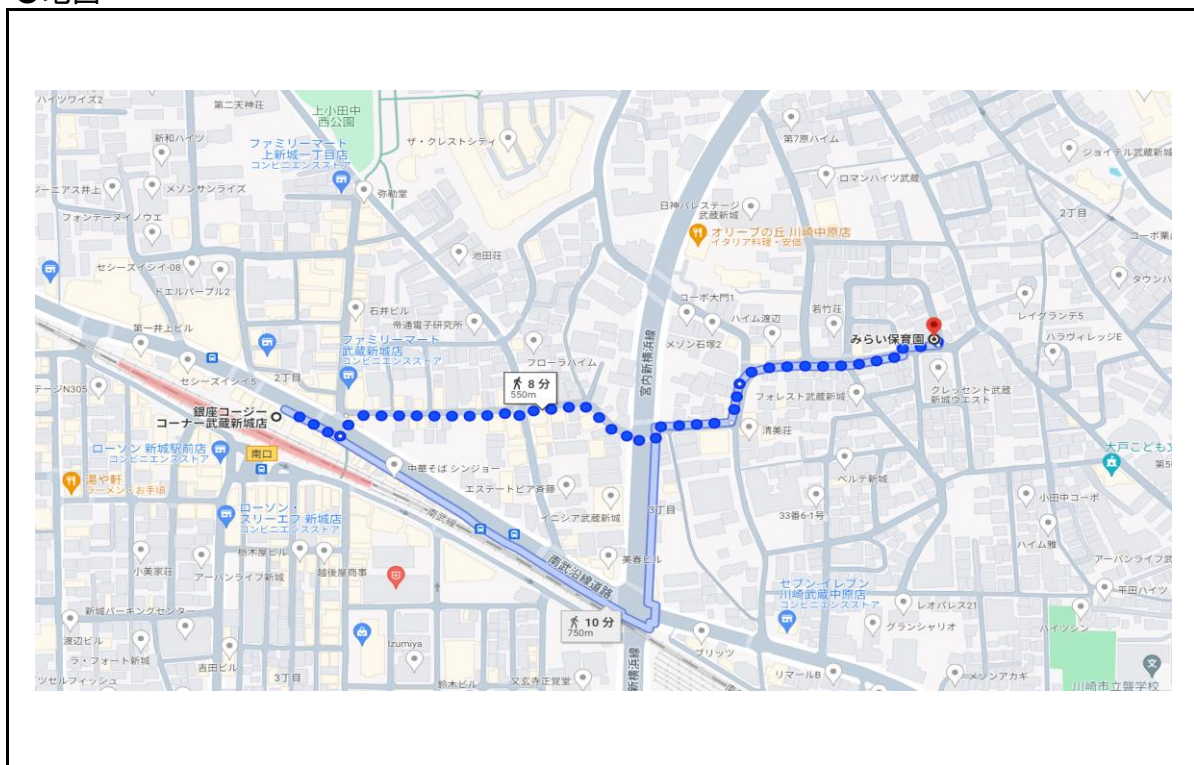 ハイツワイズ2
第二天神荘
上小田中
西公園
ザ・クレストシティ
第7原ハイム
ジョイテル武蔵新城
新和ハイツ
ファミリーマート
上新城一丁目店
コンビニエンスストア
ロマンハイツ武蔵
ジーニアス井上
メゾンサンライズ
弥勒堂
日神パレステージ
武蔵新城
2丁目
フォンテーヌイノウエ
オリーブの丘 川崎中原店
イタリア料理・安価
コーポ栗
池田荘
セシーズイシイ-08
ドエルパープル2
タウンハ
コーポ大門1
若竹荘
石井ビル
帝通電子研究所
ハイム渡辺
レイグランデ5
第一井上ビル
ファミリーマート
武蔵新城店
コンビニエンスストア
宮内新横浜線
メゾン石塚2
みらい保育園
ハラヴィレッジE
フローラハイム
テージN305
セシーズイシイ5
2丁目
8 分
550m
クレッセント武蔵
新城ウエスト
フォレスト武蔵新城
銀座コージー
コーナー武蔵新城店
清美荘
ローソン 新城駅前店
コンビニエンスストア
南口
大戸こども文
中華そば シンジョー
ベルテ新城
第5
湯や軒
ラーメン・お手頃
エステートピア斉藤
小田中コーポ
ローソン・
スリーエフ 新城店
コンビニエンスストア
南武線
イニシア武蔵新城
3丁目
33番6-1号
ハイム雅
栃木屋ビル
小美家荘
アーバンライフ新城
越後屋商事
南武沿線道路
美春ビル
アーバンライフ武
セブン-イレブン
川崎武蔵中原店
コンビニエンスストア
平田ハイツ
新城パーキングセンター
10 分
750m
レオパレス21
渡辺ビル
グランシャリオ
ハイツシン
Izumiya
ブリッツ
ラ・フォート新城
吉田ビル
新横浜線
ツセルフィッシュ
3丁目
鈴木ビル
又玄寺正覚堂
リマールB
メゾンアカギ
川崎市立聾学校